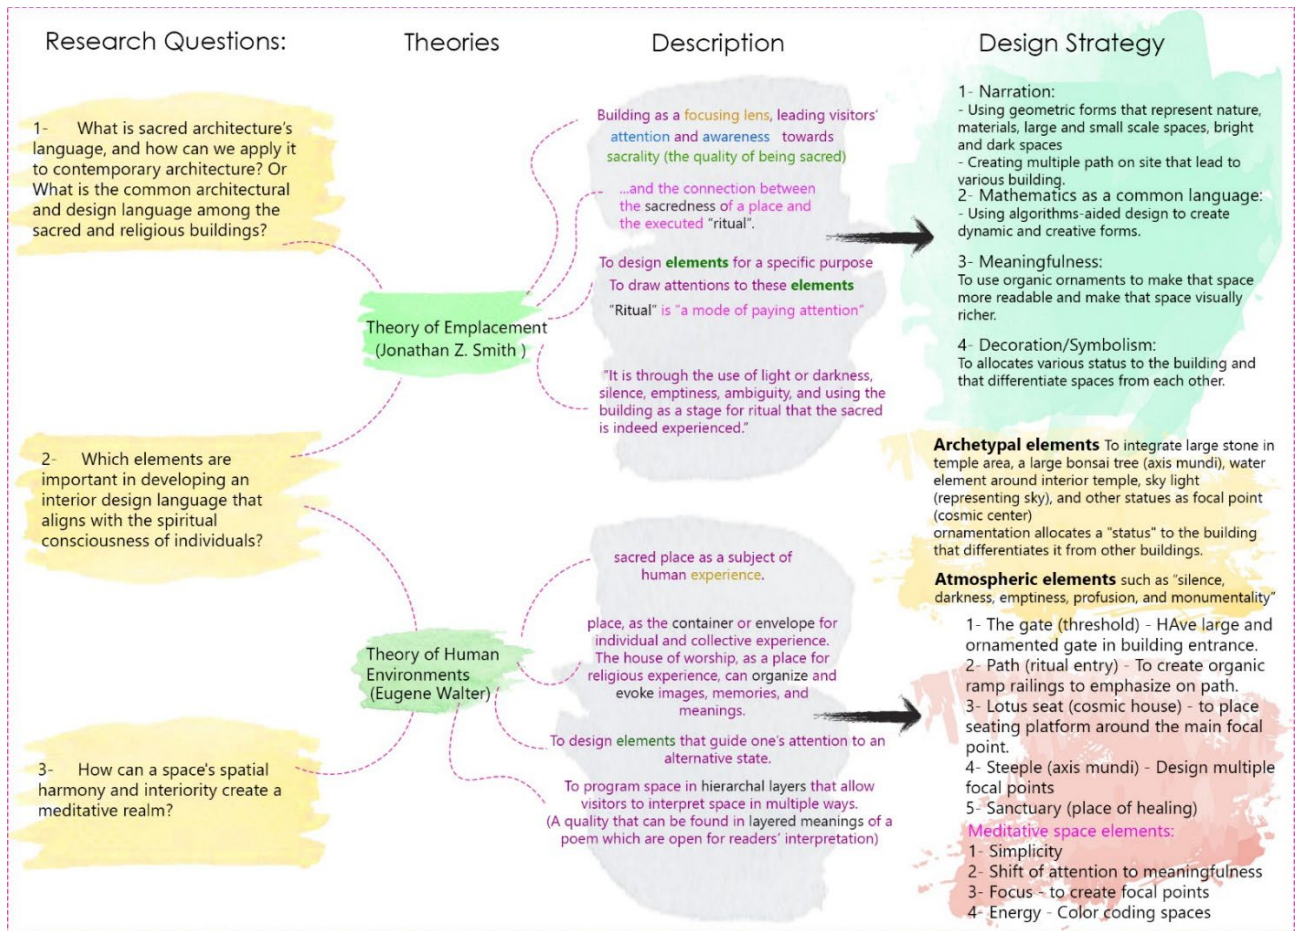 Research Questions:
Theories
Description
Design Strategy
1- What is sacred architecture's
language, and how can we apply it
to contemporary architecture? Or
What is the common architectural
and design language among the
sacred and religious buildings?
2- Which elements are
important in developing an
interior design language that
aligns with the spiritual
consciousness of individuals?
3- How can a space's spatial
harmony and interiority create a
meditative realm?
Theory of Emplacement
(Jonathan Z. Smith )
Theory of Human
Environments
(Eugene Walter)
Building as a focusing lens, leading visitors'
attention and awareness towards
sacrality (the quality of being sacred)
...and the connection between
the sacredness of a place and
the executed "ritual".
To design elements for a specific purpose
To draw attentions to these elements
"Ritual" is "a mode of paying attention"
"It is through the use of light or darkness,
silence, emptiness, ambiguity, and using the
building as a stage for ritual that the sacred
is indeed experienced."
sacred place as a subject of
human experience.
place, as the container or envelope for
individual and collective experience.
The house of worship, as a place for
religious experience, can organize and
evoke images, memories, and
meanings.
To design elements that guide one's attention to an
alternative state.
To program space in hierarchal layers that allow
visitors to interpret space in multiple ways.
(A quality that can be found in layered meanings of a
poem which are open for readers' interpretation)
1- Narration:
- Using geometric forms that represent nature,
materials, large and small scale spaces, bright
and dark spaces
- Creating multiple path on site that lead to
various building.
2- Mathematics as a common language:
- Using algorithms-aided design to create
dynamic and creative forms.
3- Meaningfulness:
To use organic ornaments to make that space
more readable and make that space visually
richer.
4- Decoration/Symbolism:
To allocates various status to the building and
that differentiate spaces from each other.
Archetypal elements To integrate large stone in
temple area, a large bonsai tree (axis mundi), water
element around interior temple, sky light
(representing sky), and other statues as focal point
(cosmic center)
ornamentation allocates a "status" to the building
that differentiates it from other buildings.
Atmospheric elements such as "silence,
darkness, emptiness, profusion, and monumentality"
1- The gate (threshold) - HAve large and
ornamented gate in building entrance.
2- Path (ritual entry) - To create organic
ramp railings to emphasize on path.
3- Lotus seat (cosmic house) - to place
seating platform around the main focal
point.
4- Steeple (axis mundi) - Design multiple
focal points
5- Sanctuary (place of healing)
Meditative space elements:
1- Simplicity
2- Shift of attention to meaningfulness
3- Focus - to create focal points
4- Energy - Color coding spaces